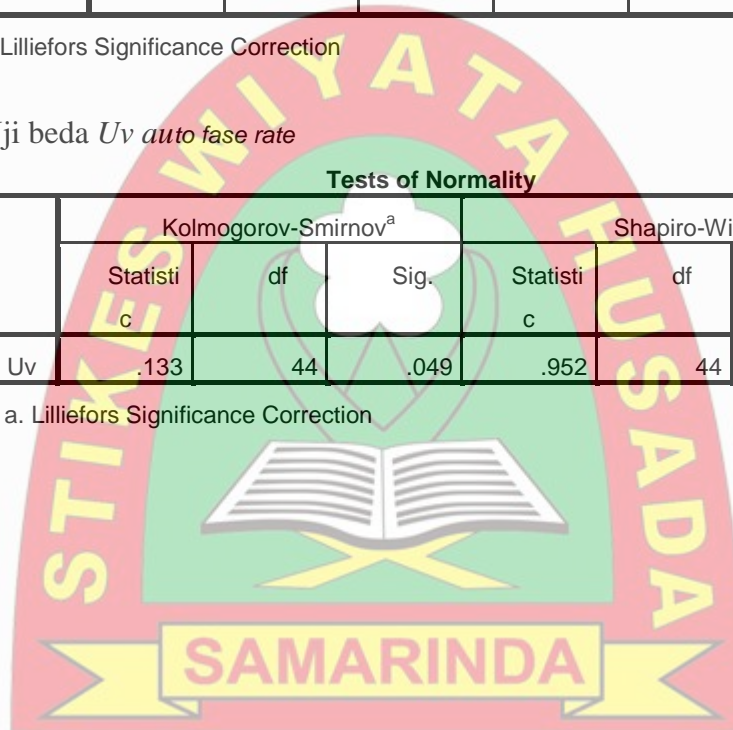 Lilliefors Significance Correction
ji beda Uv auto fase rate
Tests of Normality
Kolmogorov-Smirnovᵃ Shapiro-Wi
Statisti df Sig. Statisti df
c c
Uv .133 44 .049 .952 44
a. Lilliefors Significance Correction
STIKES WIYATA HUSADA
SAMARINDA